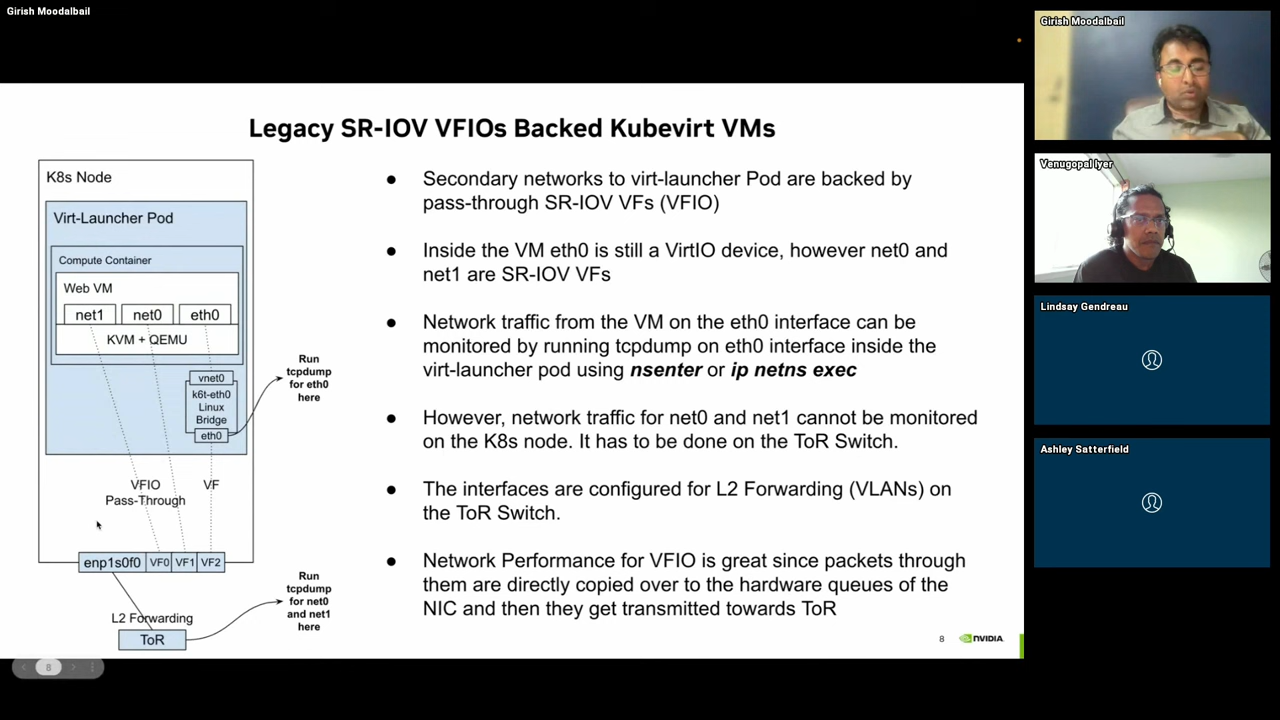 Girish Moodalbail
Legacy SR-IOV VFIOs Backed Kubevirt VMs
K8s Node
Virt-Launcher Pod
Compute Container
Web VM
net1
net0
eth0
KVM + QEMU
vnet0
k6t-eth0
Linux
Bridge
eth0
Run
tcpdump
for eth0
here
VFIO
Pass-Through
VF
enp1s0f0
VF0
VF1
VF2
L2 Forwarding
ToR
Run
tcpdump
for net0
and net1
here
● Secondary networks to virt-launcher Pod are backed by
pass-through SR-IOV VFs (VFIO)
● Inside the VM eth0 is still a VirtIO device, however net0 and
net1 are SR-IOV VFs
● Network traffic from the VM on the eth0 interface can be
monitored by running tcpdump on eth0 interface inside the
virt-launcher pod using nsenter or ip netns exec
● However, network traffic for net0 and net1 cannot be monitored
on the K8s node. It has to be done on the ToR Switch.
● The interfaces are configured for L2 Forwarding (VLANs) on
the ToR Switch.
● Network Performance for VFIO is great since packets through
them are directly copied over to the hardware queues of the
NIC and then they get transmitted towards ToR
8
NVIDIA
8
Girish Moodalbail
Venugopal Iyer
Lindsay Gendreau
Ashley Satterfield